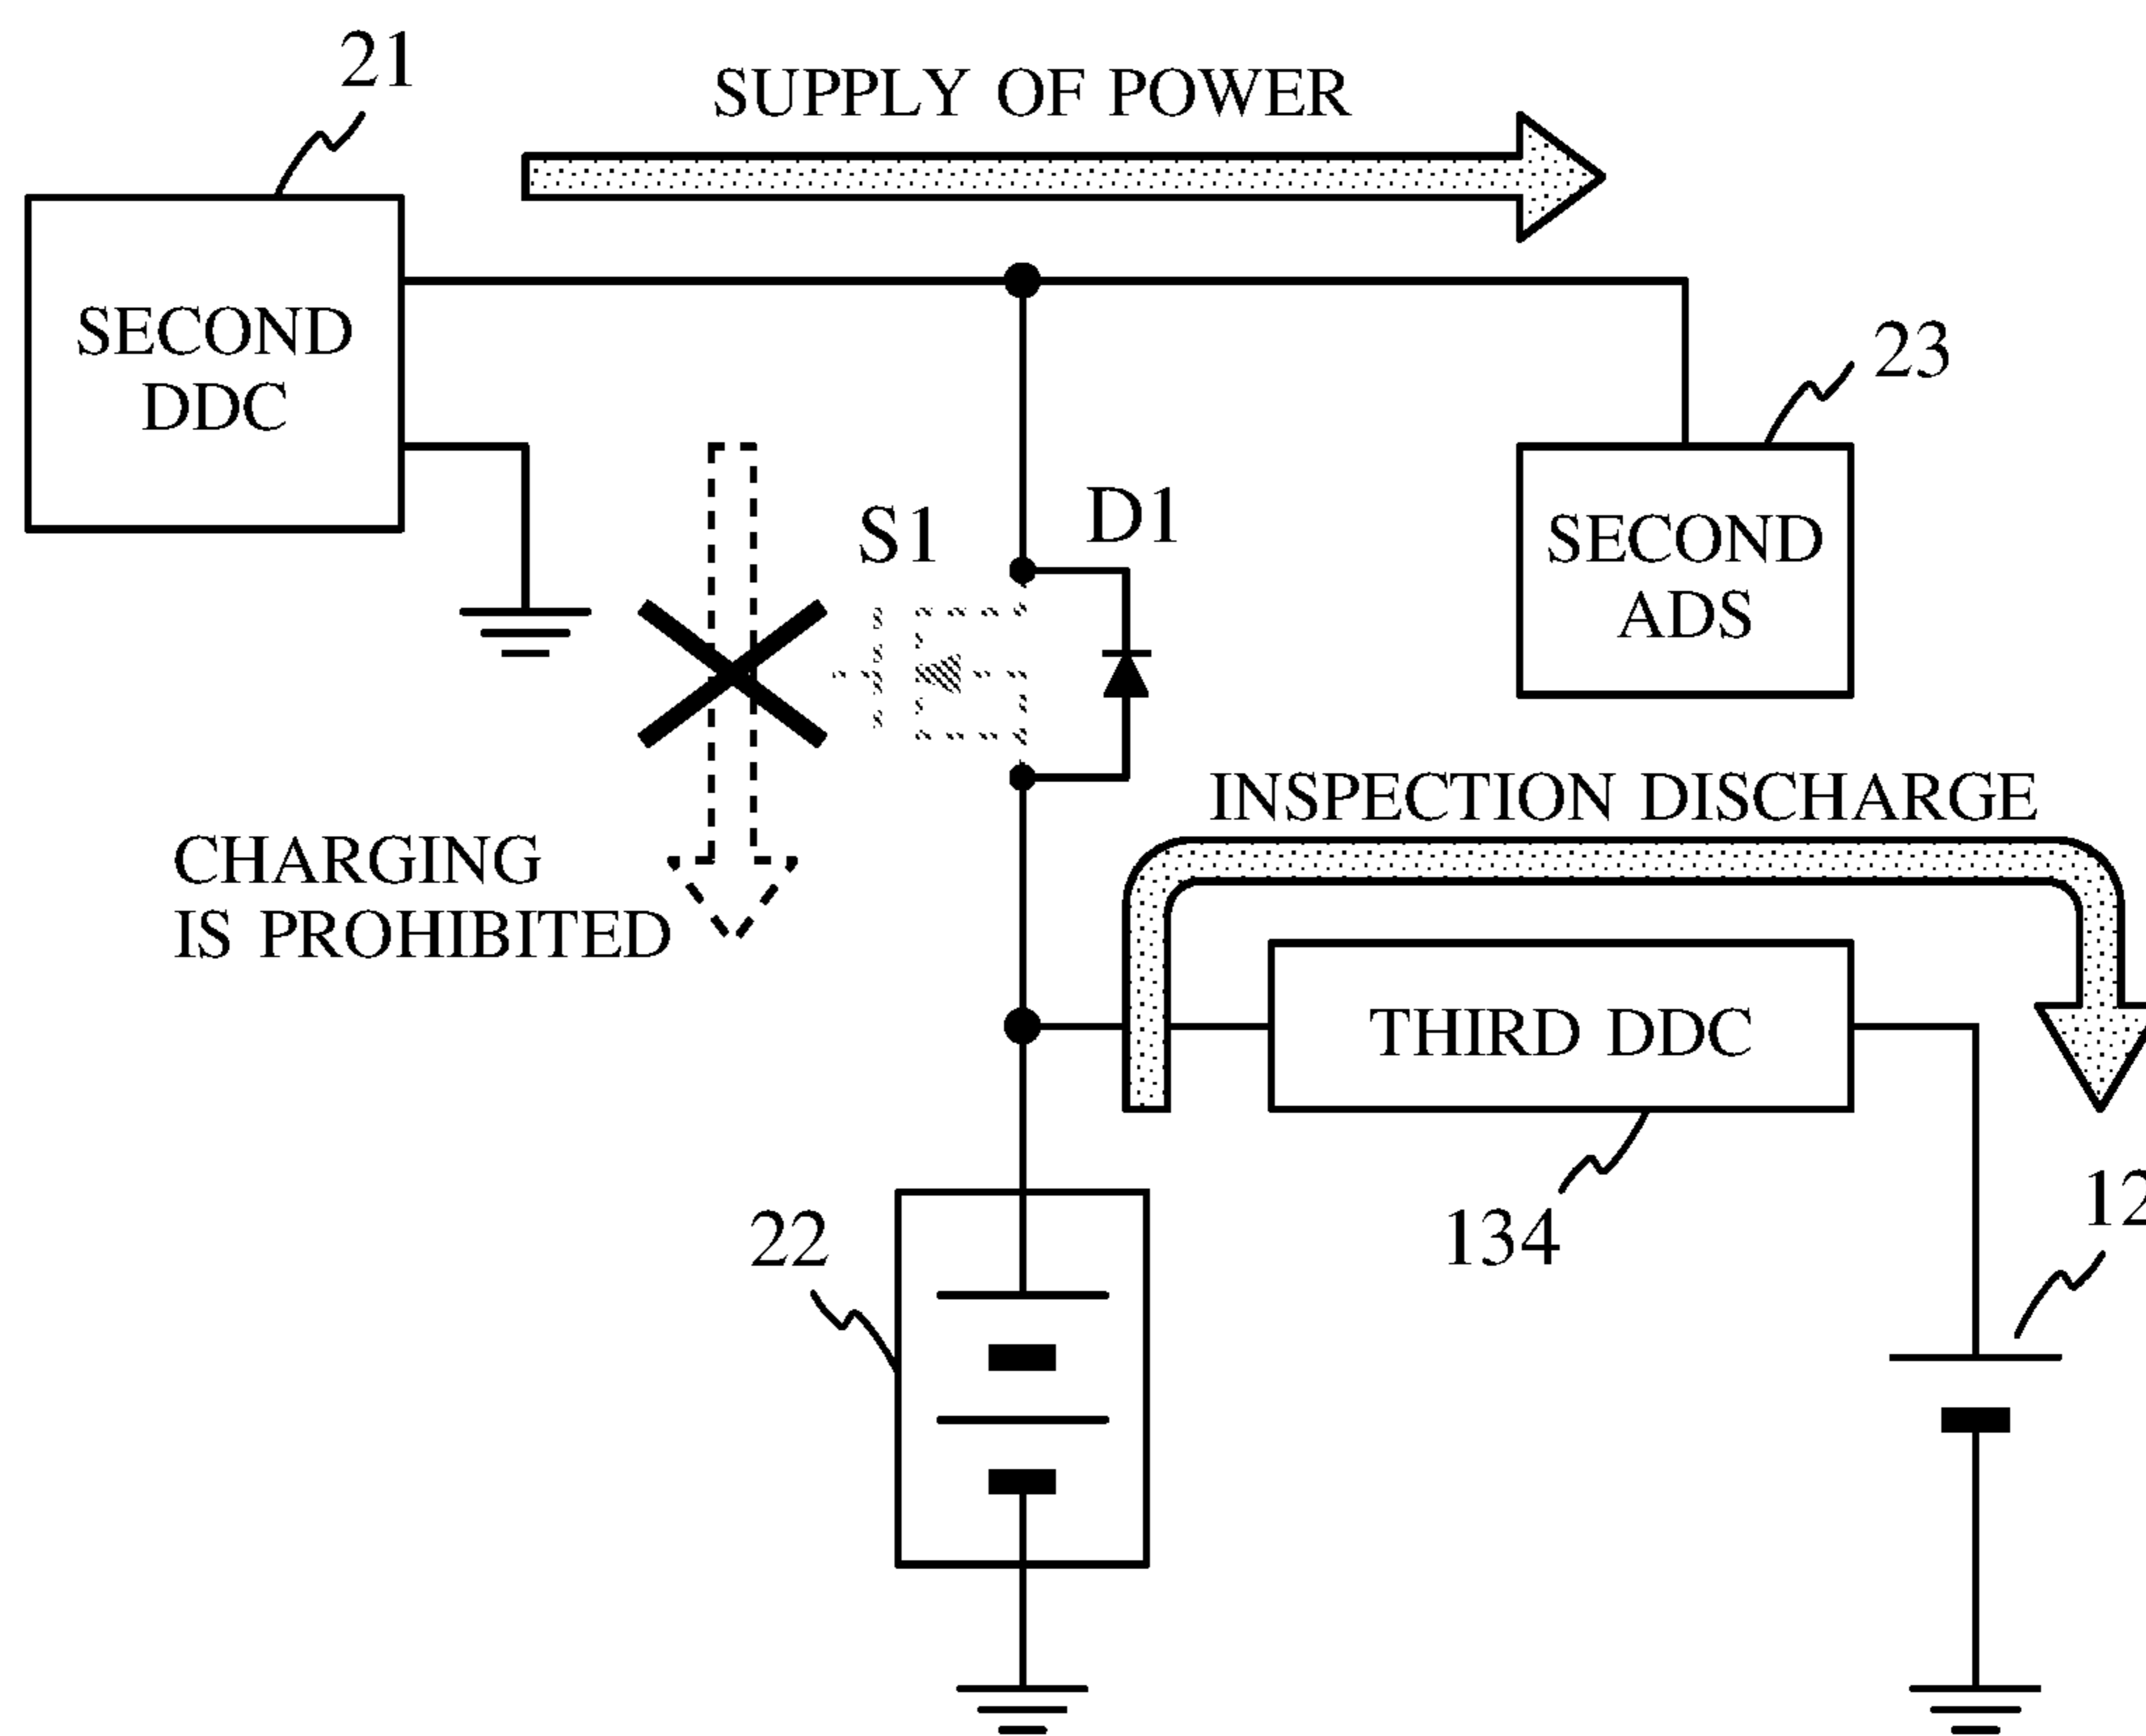 21
SUPPLY OF POWER
SECOND
DDC
23
S1
D1
SECOND
ADS
INSPECTION DISCHARGE
CHARGING
IS PROHIBITED
THIRD DDC
134
12
22